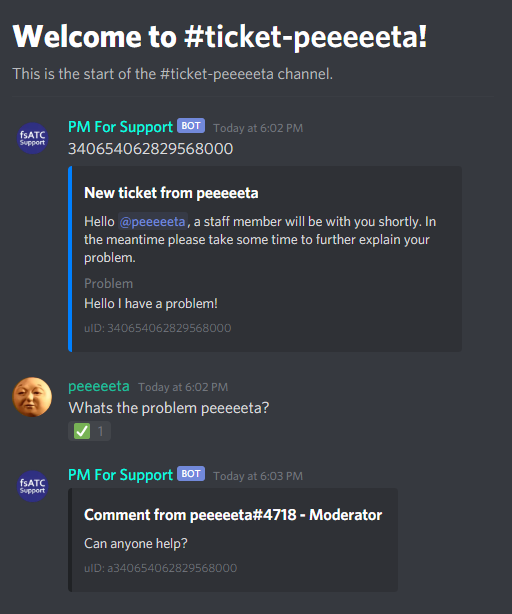 Welcome to #ticket-peeeeeta!
This is the start of the #ticket-peeeeeta channel.
fsATC
Support
PM For Support BOT Today at 6:02 PM
340654062829568000
New ticket from peeeeeta
Hello @peeeeeta, a staff member will be with you shortly. In
the meantime please take some time to further explain your
problem.
Problem
Hello I have a problem!
uID: 340654062829568000
peeeeeta Today at 6:02 PM
Whats the problem peeeeeta?
✅ 1
fsATC
Support
PM For Support BOT Today at 6:03 PM
Comment from peeeeeta#4718 - Moderator
Can anyone help?
uID: a340654062829568000